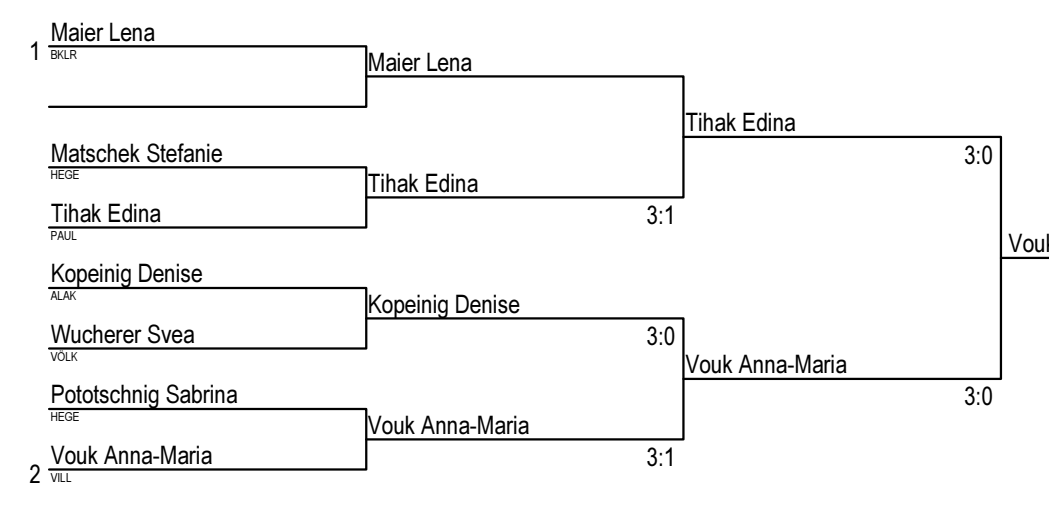 Maier Lena
1
BKLR
Maier Lena
Tihak Edina
3:0
Matschek Stefanie
HEGE
Tihak Edina
3:1
Tihak Edina
PAUL
Kopeinig Denise
ALAK
Kopeinig Denise
3:0
Wucherer Svea
VÖLK
Vouk Anna-Maria
3:0
Pototschnig Sabrina
HEGE
Vouk Anna-Maria
3:1
Vouk Anna-Maria
2
VILL